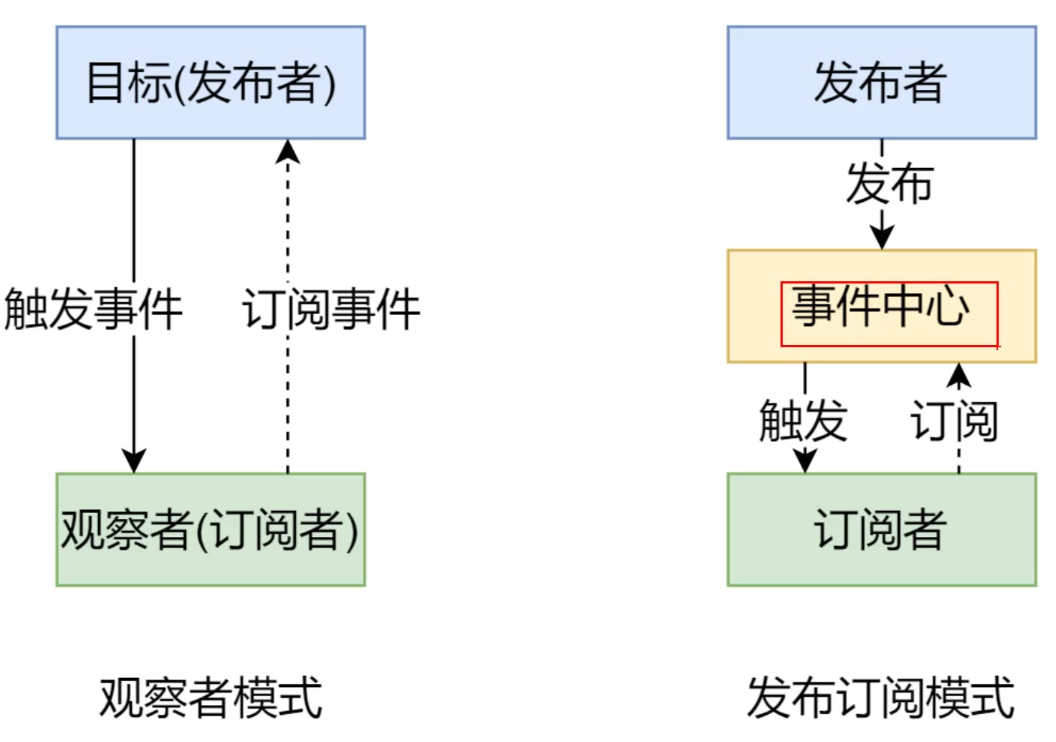 目标(发布者)
触发事件
订阅事件
观察者(订阅者)
观察者模式
发布者
发布
事件中心
触发
订阅
订阅者
发布订阅模式